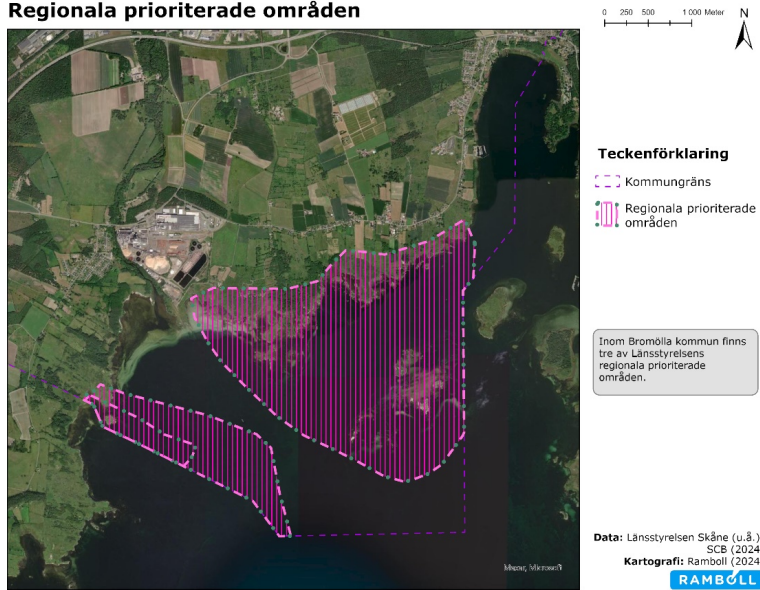 Regionala prioriterade områden
0 250 500 1 000 Meter
N
Teckenförklaring
Kommungräns
Regionala prioriterade
områden
Inom Bromölla kommun finns
tre av Länsstyrelsens
regionala prioriterade
områden.
Data: Länsstyrelsen Skåne (u.å.)
SCB (2024
Kartografi: Ramboll (2024
Maxar, Microsoft
RAMBOLL